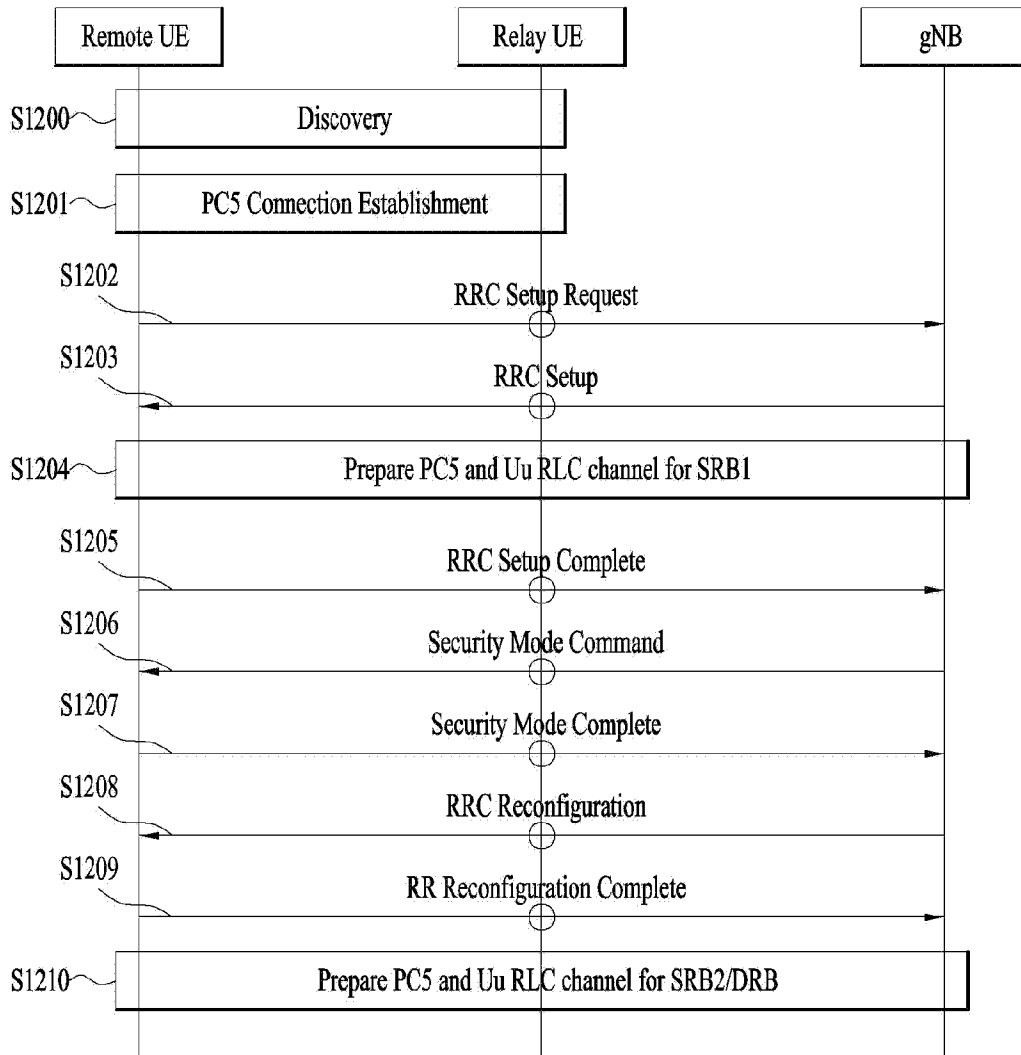 Remote UE
Relay UE
gNB
S1200
Discovery
S1201
PC5 Connection Establishment
S1202
RRC Setup Request
S1203
RRC Setup
S1204
Prepare PC5 and Uu RLC channel for SRB1
S1205
RRC Setup Complete
S1206
Security Mode Command
S1207
Security Mode Complete
S1208
RRC Reconfiguration
S1209
RR Reconfiguration Complete
S1210
Prepare PC5 and Uu RLC channel for SRB2/DRB